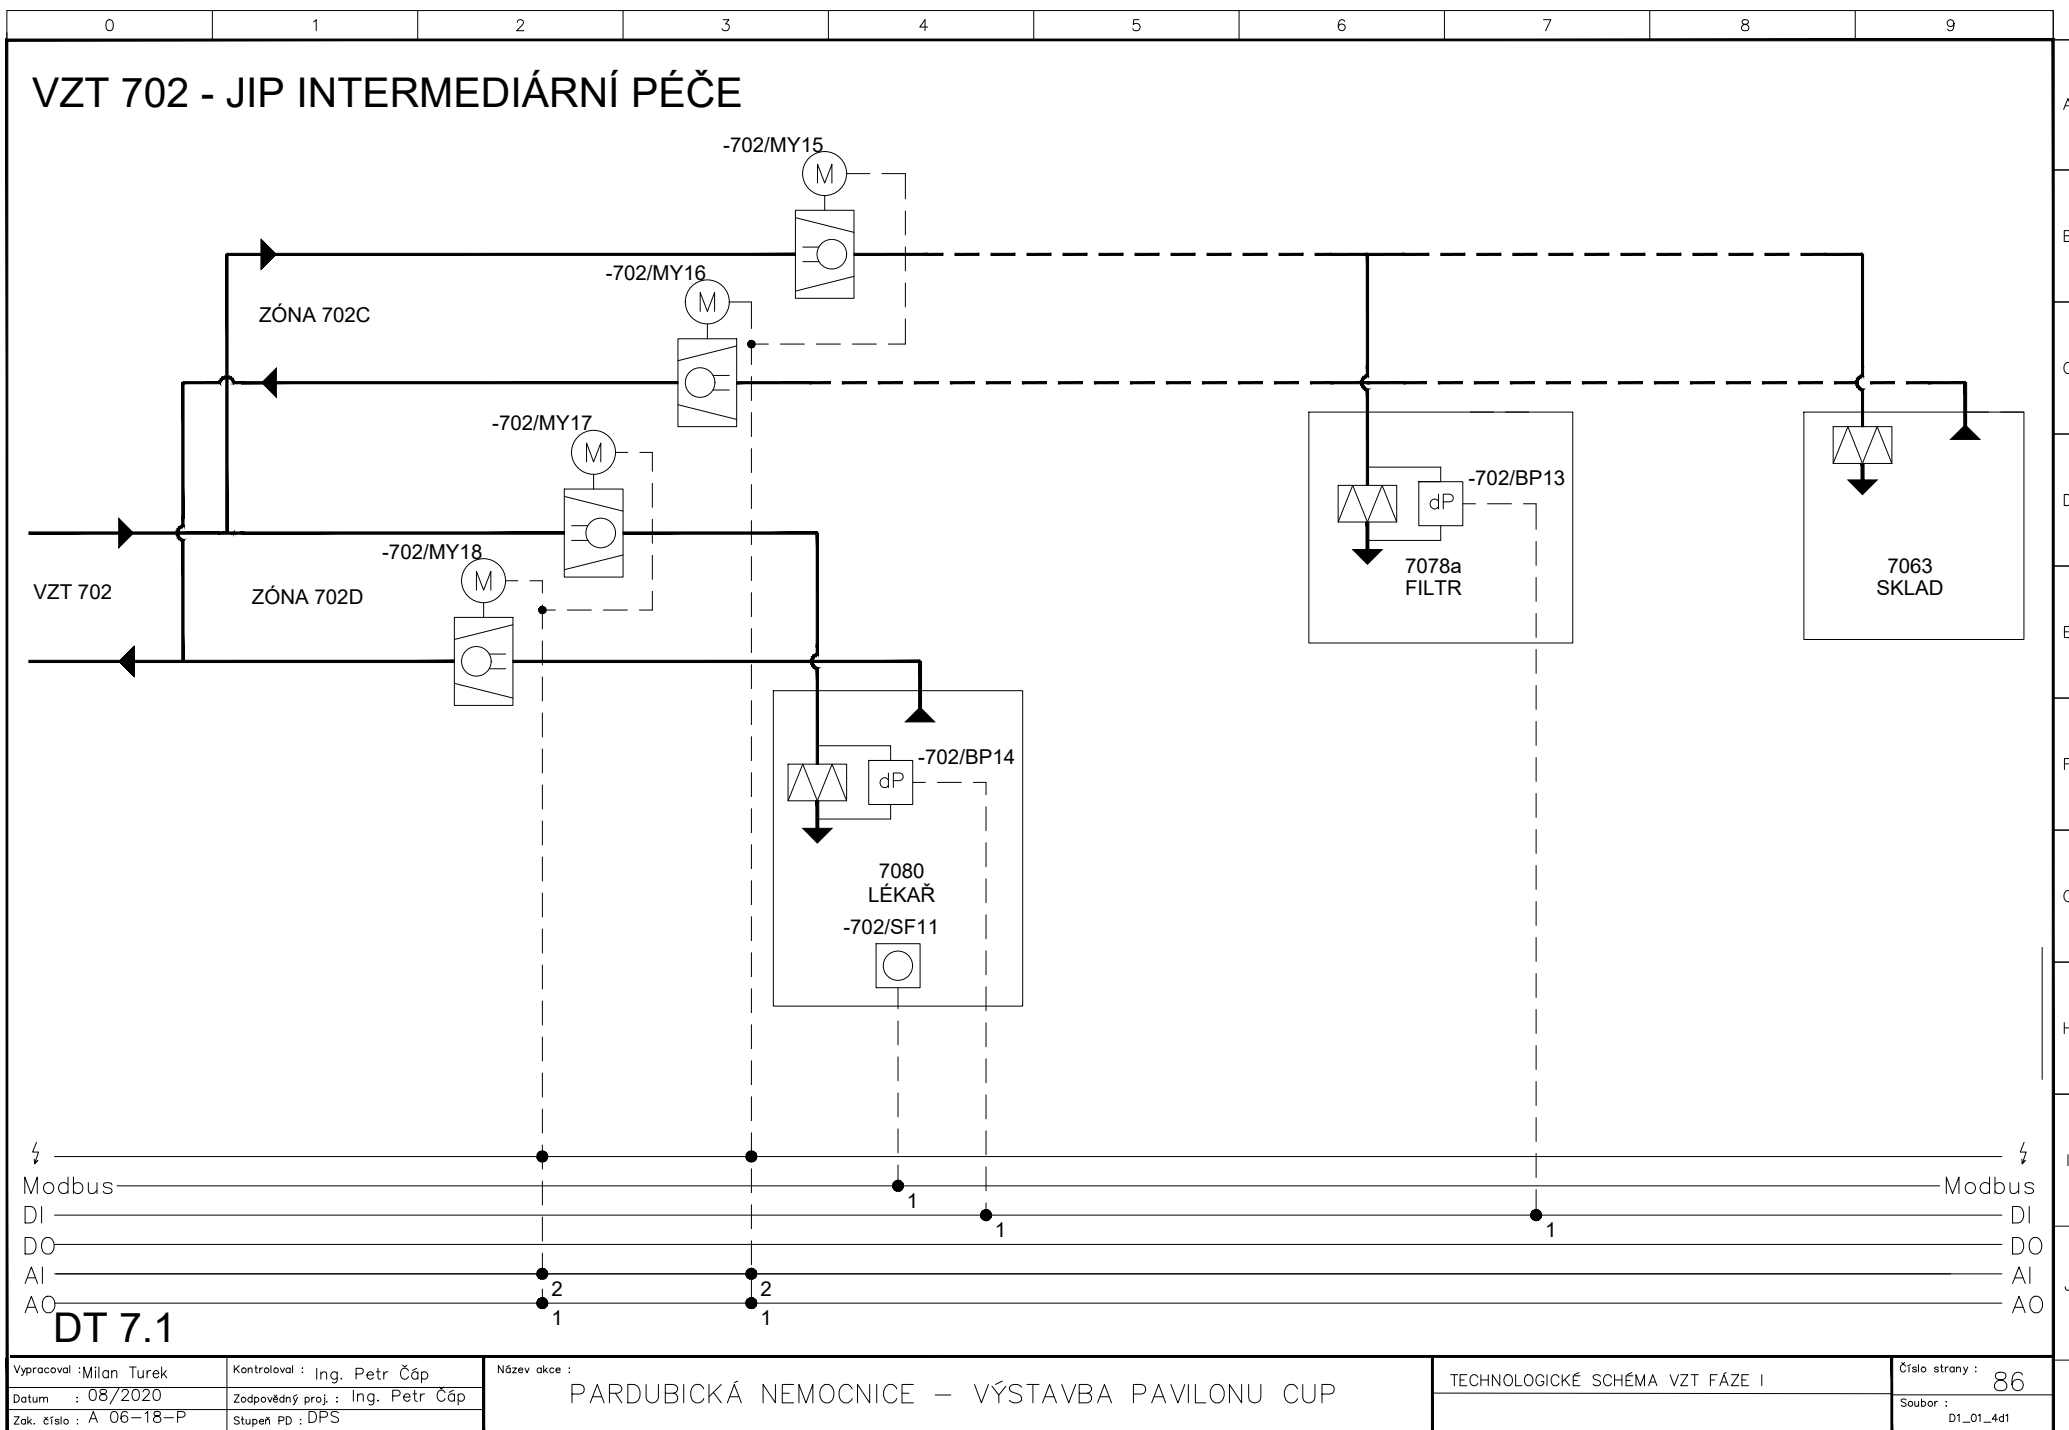 0 1 2 3 4 5 6 7 8 9
VZT 702 - JIP INTERMEDIÁRNÍ PÉČE
A
-702/MY15
M
B
-702/MY16
M
ZÓNA 702C
C
-702/MY17
M
-702/BP13
dP
D
-702/MY18
M
7078a
FILTR
7063
SKLAD
VZT 702
ZÓNA 702D
E
-702/BP14
dP
F
7080
LÉKAŘ
G
-702/SF11
H
I
Modbus
1
Modbus
DI
1
1
DI
DO
DO
AI
2
2
AI
J
AO
1
1
AO
DT 7.1
Vypracoval : Milan Turek
Datum : 08/2020
Zak. číslo : A 06-18-P
Kontroloval : Ing. Petr Čáp
Zodpovědný proj. : Ing. Petr Čáp
Stupeň PD : DPS
Název akce :
PARDUBICKÁ NEMOCNICE – VÝSTAVBA PAVILONU CUP
TECHNOLOGICKÉ SCHÉMA VZT FÁZE I
Číslo strany : 86
Soubor :
D1_01_4d1